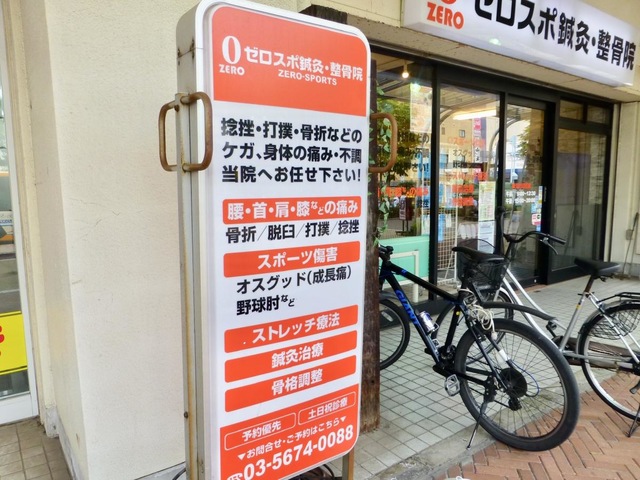 0 ZERO
ゼロスポ鍼灸・整骨院
ZERO-SPORTS
捻挫・打撲・骨折などの
ケガ、身体の痛み・不調
当院へお任せ下さい!
腰・首・肩・膝などの痛み
骨折/脱臼/打撲/捻挫
スポーツ傷害
オスグッド(成長痛)
野球肘など
ストレッチ療法
鍼灸治療
骨格調整
予約優先
土日祝診療
▼お問合せ・ご予約はこちら▼
03-5674-0088
ZERO
ゼロスポ鍼灸・整骨院
GIANT